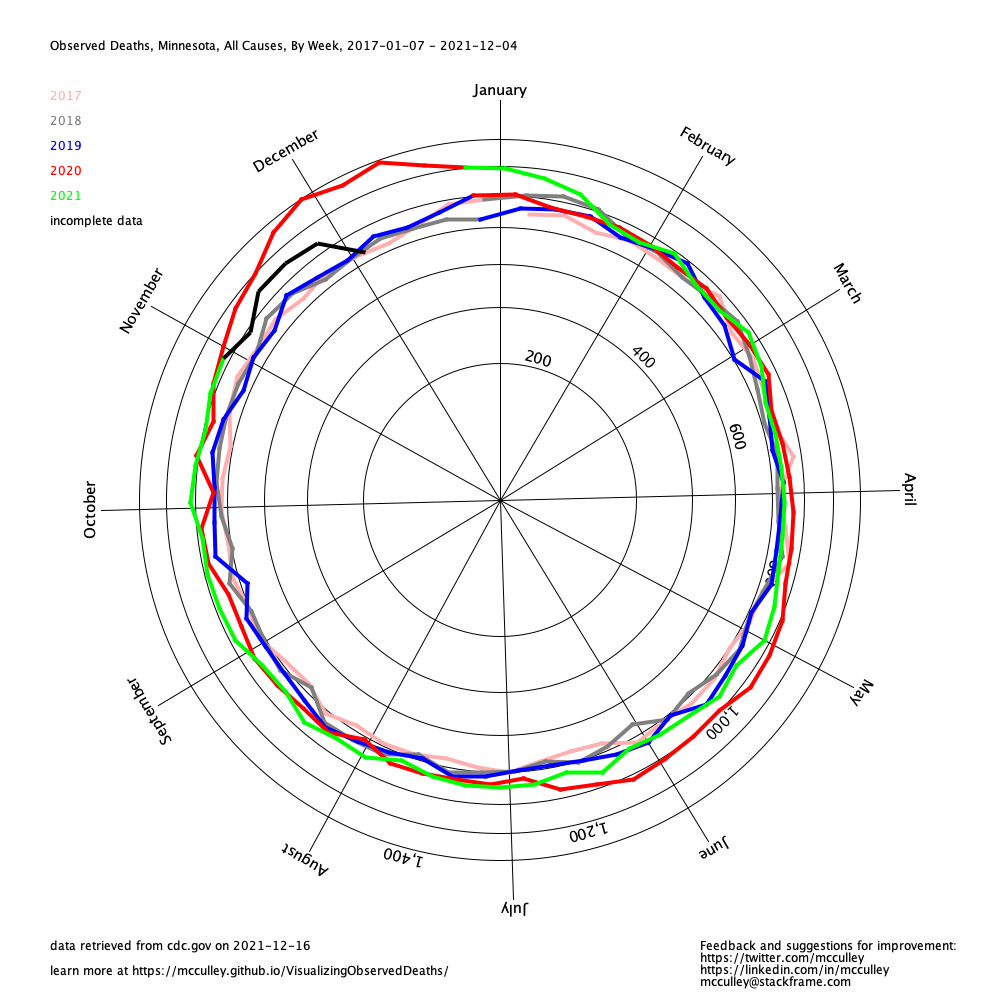 Observed Deaths, Minnesota, All Causes, By Week, 2017-01-07 - 2021-12-04
2017
2018
2019
2020
2021
incomplete data
January
February
March
April
May
June
July
August
September
October
November
December
200
400
600
1,000
1,200
1,400
data retrieved from cdc.gov on 2021-12-16
learn more at https://mcculley.github.io/VisualizingObservedDeaths/
Feedback and suggestions for improvement:
https://twitter.com/mcculley
https://linkedin.com/in/mcculley
mcculley@stackframe.com